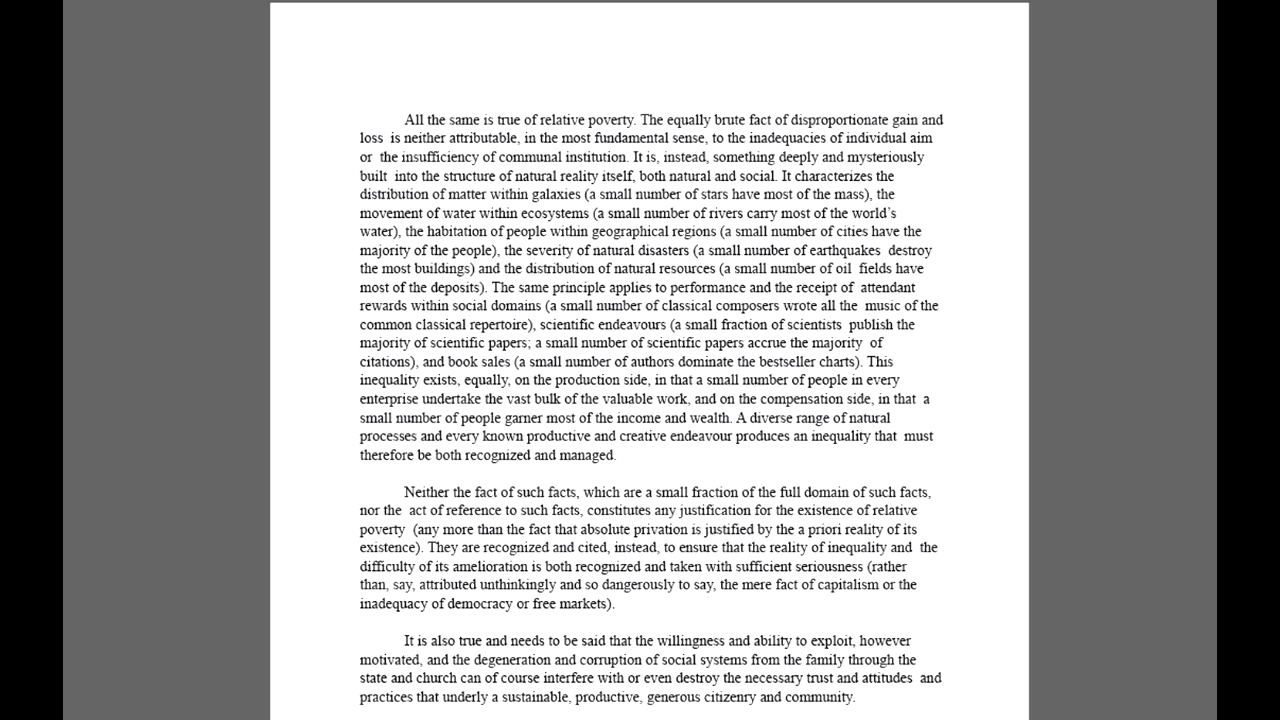 All the same is true of relative poverty. The equally brute fact of disproportionate gain and
loss is neither attributable, in the most fundamental sense, to the inadequacies of individual aim
or the insufficiency of communal institution. It is, instead, something deeply and mysteriously
built into the structure of natural reality itself, both natural and social. It characterizes the
distribution of matter within galaxies (a small number of stars have most of the mass), the
movement of water within ecosystems (a small number of rivers carry most of the world’s
water), the habitation of people within geographical regions (a small number of cities have the
majority of the people), the severity of natural disasters (a small number of earthquakes destroy
the most buildings) and the distribution of natural resources (a small number of oil fields have
most of the deposits). The same principle applies to performance and the receipt of attendant
rewards within social domains (a small number of classical composers wrote all the music of the
common classical repertoire), scientific endeavours (a small fraction of scientists publish the
majority of scientific papers; a small number of scientific papers accrue the majority of
citations), and book sales (a small number of authors dominate the bestseller charts). This
inequality exists, equally, on the production side, in that a small number of people in every
enterprise undertake the vast bulk of the valuable work, and on the compensation side, in that a
small number of people garner most of the income and wealth. A diverse range of natural
processes and every known productive and creative endeavour produces an inequality that must
therefore be both recognized and managed.
Neither the fact of such facts, which are a small fraction of the full domain of such facts,
nor the act of reference to such facts, constitutes any justification for the existence of relative
poverty (any more than the fact that absolute privation is justified by the a priori reality of its
existence). They are recognized and cited, instead, to ensure that the reality of inequality and the
difficulty of its amelioration is both recognized and taken with sufficient seriousness (rather
than, say, attributed unthinkingly and so dangerously to say, the mere fact of capitalism or the
inadequacy of democracy or free markets).
It is also true and needs to be said that the willingness and ability to exploit, however
motivated, and the degeneration and corruption of social systems from the family through the
state and church can of course interfere with or even destroy the necessary trust and attitudes and
practices that underly a sustainable, productive, generous citizenry and community.